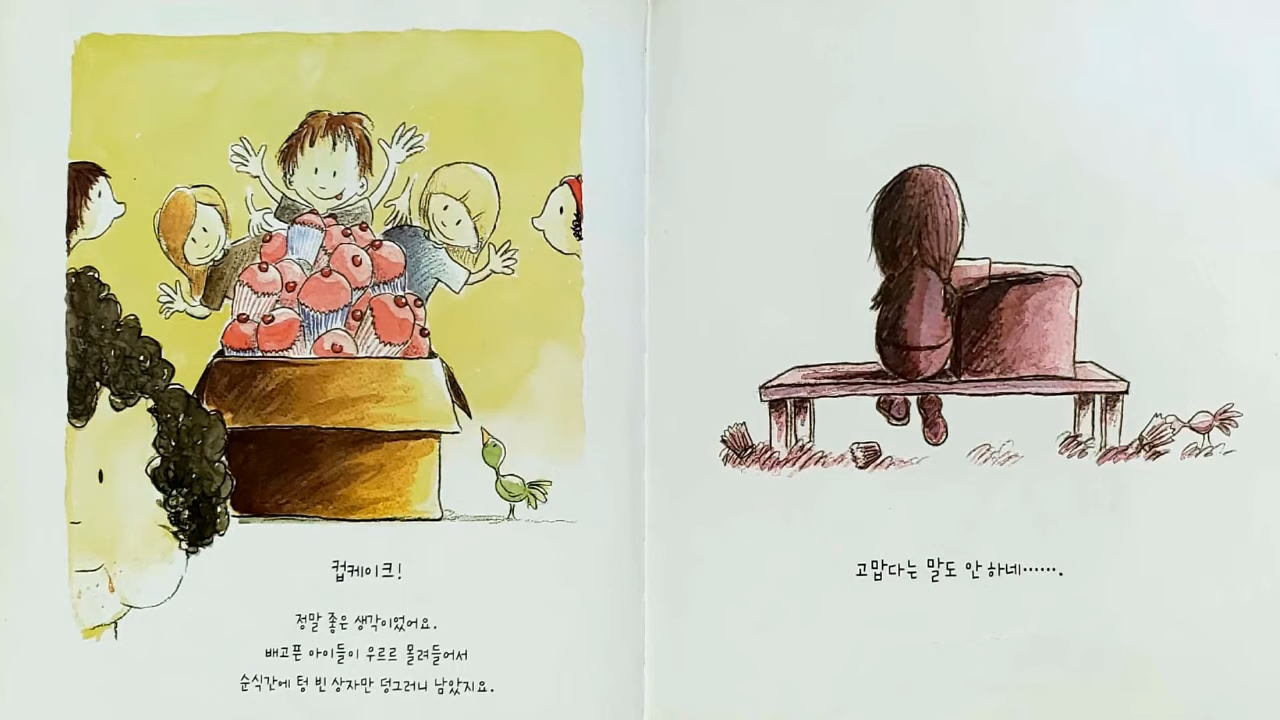 컵케이크!
정말 좋은 생각이었어요.
배고픈 아이들이 우르르 몰려들어서
순식간에 텅 빈 상자만 덩그러니 남았지요.
고맙다는 말도 안 하네…….